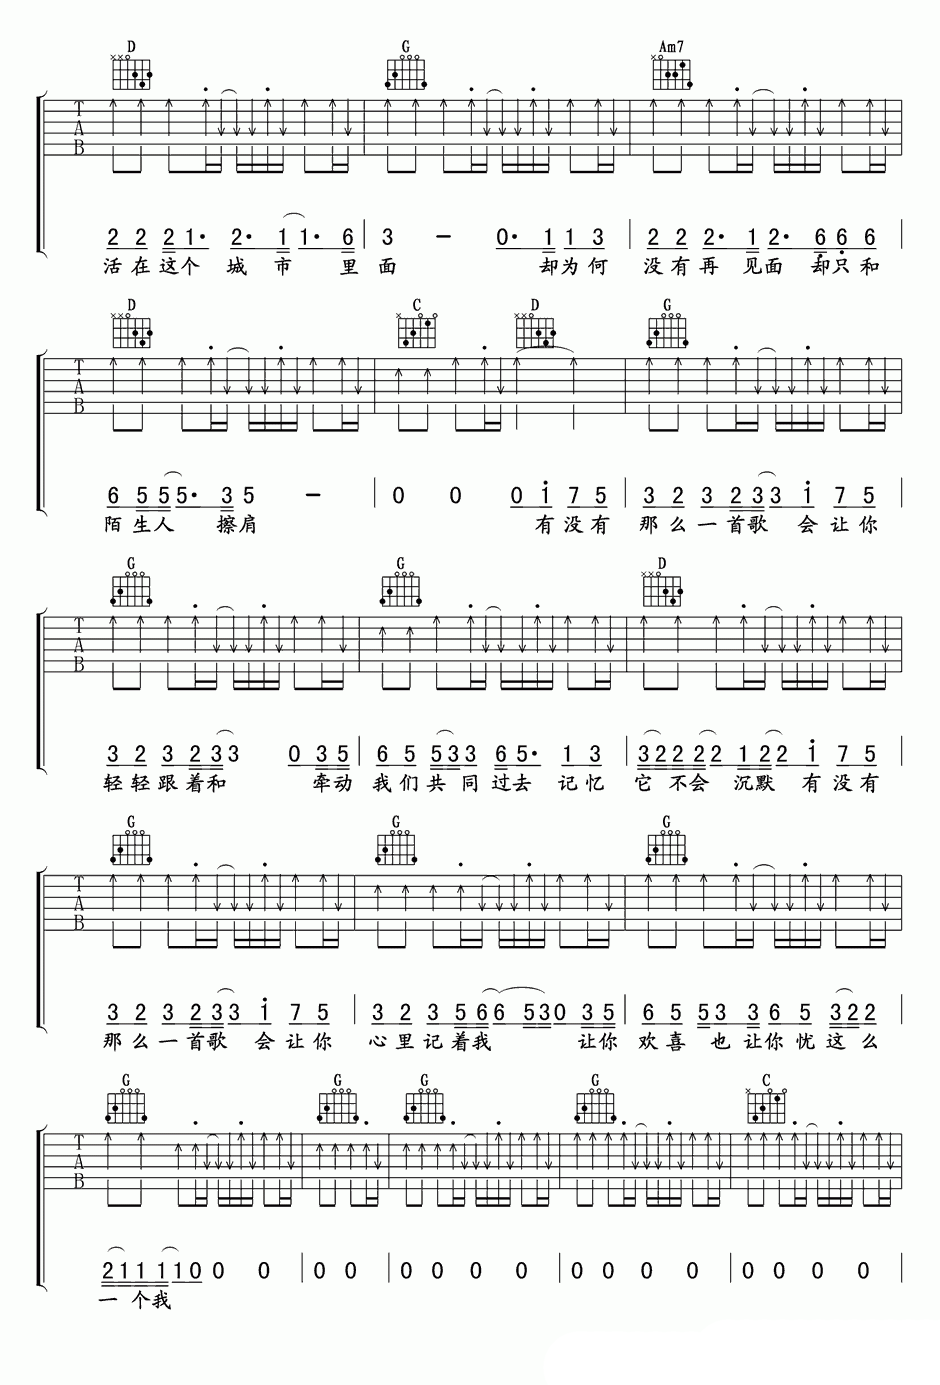 D G Am7
T A B
2 2 2 1· 2· 1 1· 6 | 3 – 0· 1 1 3 | 2 2 2· 1 2· 6 6 6
活在这个 城 市 里 面 却为何 没有再 见面 却只和
D C D G
T A B
6 5 5 5· 3 5 – | 0 0 0 1 7 5 | 3 2 3 2 3 3 1 7 5
陌生人 擦肩 有没有 那么一首歌 会让你
G G D
T A B
3 2 3 2 3 3 0 3 5 | 6 5 5 3 3 6 5· 1 3 | 3 2 2 2 2 1 2 2 1 7 5
轻轻跟着和 牵动 我们共同过去 记忆 它不会 沉默 有没有
G G G
T A B
3 2 3 2 3 3 1 7 5 | 3 2 3 5 6 6 5 3 0 3 5 | 6 5 5 3 3 6 5 3 2 2
那么一首歌 会让你 心里记着我 让你 欢喜 也让你忧这么
G G G G C
T A B
2 1 1 1 1 0 0 0 | 0 0 0 | 0 0 0 0 | 0 0 0 0 | 0 0 0 0
一 个我